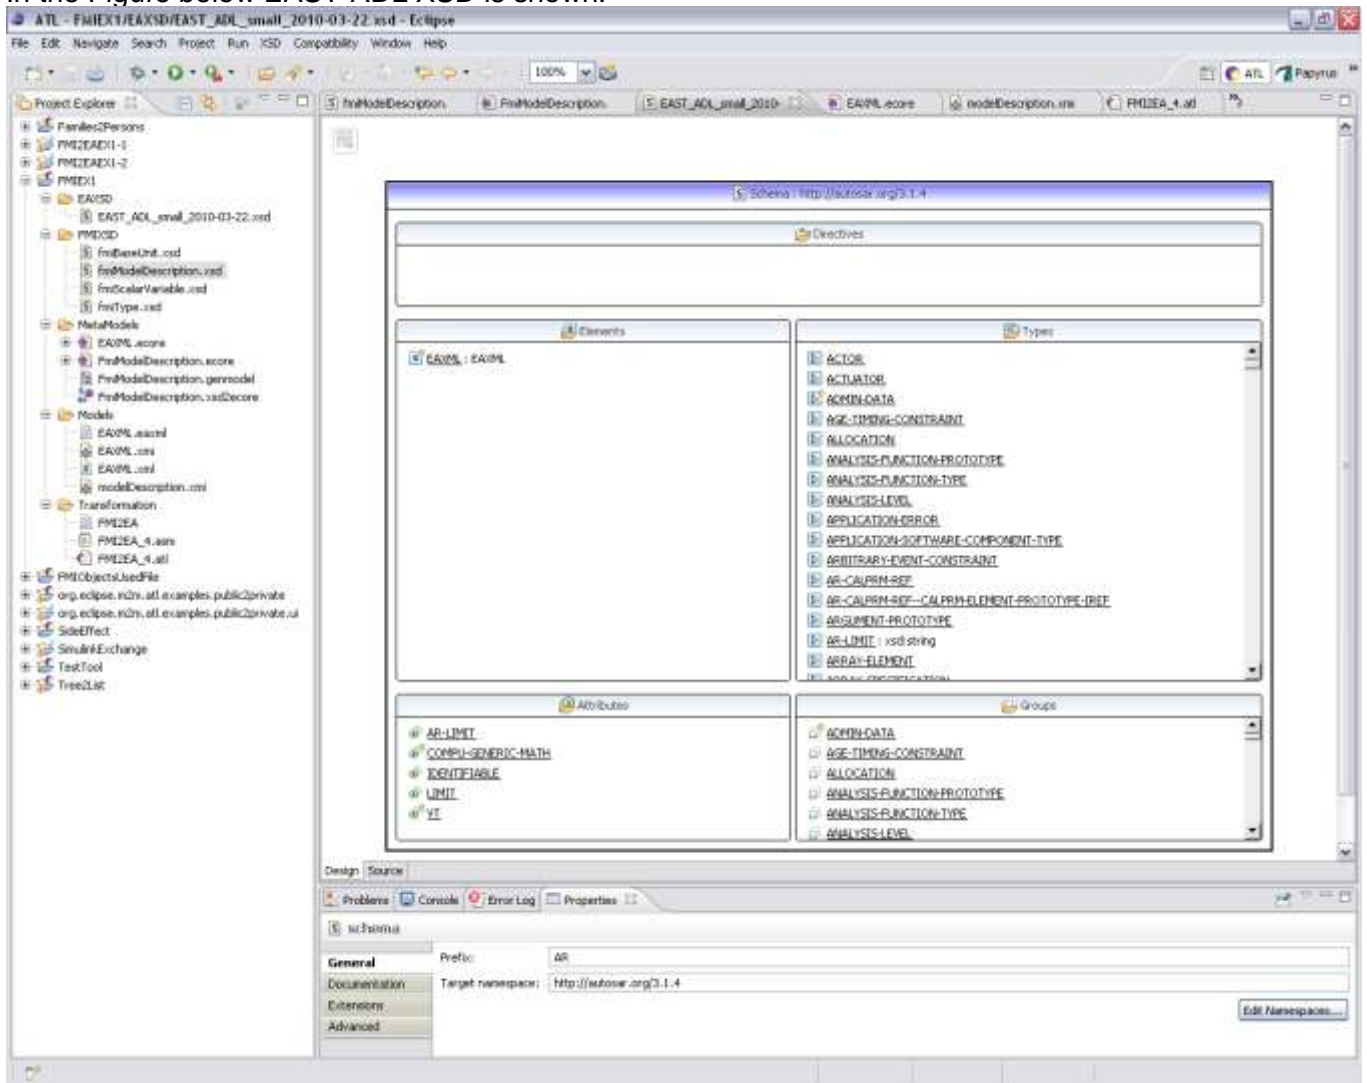 In the Figure below EAST-ADL XSD is shown.
ATL - FMIEX1/EAXSD/EAST_ADL_small_2010-03-22.xsd - Eclipse
File Edit Navigate Search Project Run XSD Compatibility Window Help
100% ATL Papyrus »
Project Explorer fmiModelDescription. FmiModelDescription. EAST_ADL_small_2010- EAXML.ecore modelDescription.xmi FMI2EA_4.atl
Families2Persons
FMI2EAEX1-1
FMI2EAEX1-2
FMIEX1
EAXSD
EAST_ADL_small_2010-03-22.xsd
FMIXSD
fmiBaseUnit.xsd
fmiModelDescription.xsd
fmiScalarVariable.xsd
fmiType.xsd
MetaModels
EAXML.ecore
FmiModelDescription.ecore
FmiModelDescription.genmodel
FmiModelDescription.xsd2ecore
Models
EAXML.eaxml
EAXML.xmi
EAXML.xml
modelDescription.xmi
Transformation
FMI2EA
FMI2EA_4.asm
FMI2EA_4.atl
FMIObjectsUsedFile
org.eclipse.m2m.atl.examples.public2private
org.eclipse.m2m.atl.examples.public2private.ui
SideEffect
SimulinkExchange
TestTool
Tree2List
Schema : http://autosar.org/3.1.4
Directives
Elements
EAXML : EAXML
Types
ACTOR
ACTUATOR
ADMIN-DATA
AGE-TIMING-CONSTRAINT
ALLOCATION
ANALYSIS-FUNCTION-PROTOTYPE
ANALYSIS-FUNCTION-TYPE
ANALYSIS-LEVEL
APPLICATION-ERROR
APPLICATION-SOFTWARE-COMPONENT-TYPE
ARBITRARY-EVENT-CONSTRAINT
AR-CALPRM-REF
AR-CALPRM-REF--CALPRM-ELEMENT-PROTOTYPE-IREF
ARGUMENT-PROTOTYPE
AR-LIMIT : xsd:string
ARRAY-ELEMENT
ARRAY-SPECIFICATION
Attributes
AR-LIMIT
COMPU-GENERIC-MATH
IDENTIFIABLE
LIMIT
VT
Groups
ADMIN-DATA
AGE-TIMING-CONSTRAINT
ALLOCATION
ANALYSIS-FUNCTION-PROTOTYPE
ANALYSIS-FUNCTION-TYPE
ANALYSIS-LEVEL
Design Source
Problems Console Error Log Properties
schema
General
Documentation
Extensions
Advanced
Prefix: AR
Target namespace: http://autosar.org/3.1.4
Edit Namespaces...